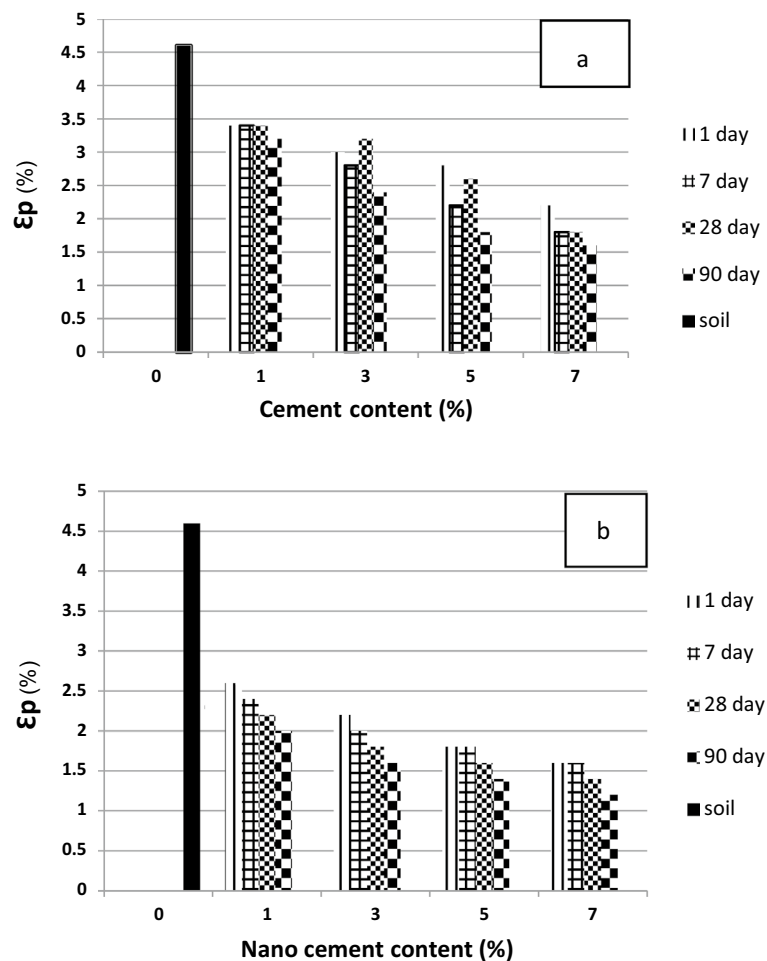 a
5
4.5
4
3.5
3
2.5
2
1.5
1
0.5
0
εp (%)
0 1 3 5 7
Cement content (%)
1 day
7 day
28 day
90 day
soil
b
5
4.5
4
3.5
3
2.5
2
1.5
1
0.5
0
εp (%)
0 1 3 5 7
Nano cement content (%)
1 day
7 day
28 day
90 day
soil